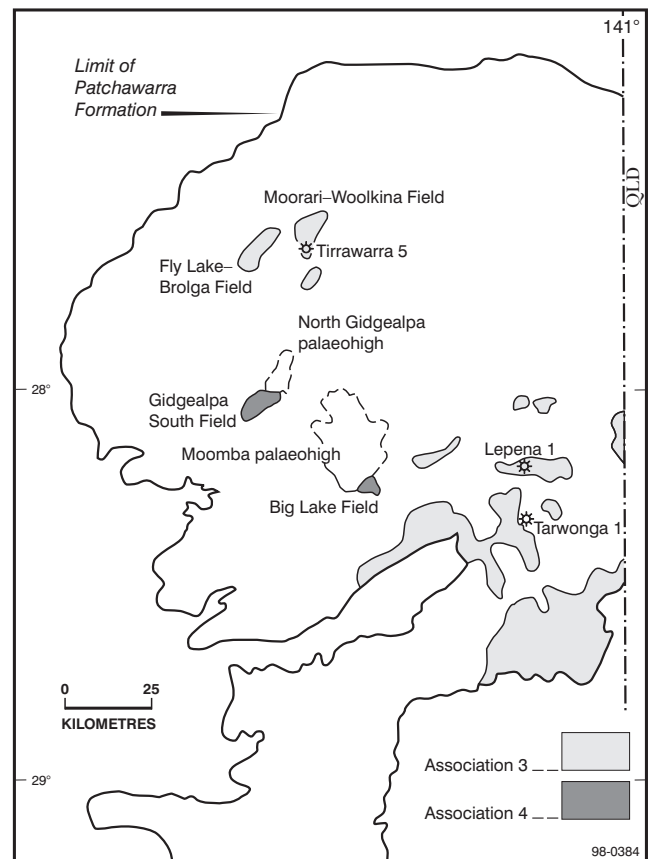 141°
Limit of
Patchawarra
Formation
QLD
Moorari–Woolkina Field
Tirrawarra 5
Fly Lake–
Brolga Field
North Gidgealpa
palaeohigh
28°
Gidgealpa
South Field
Moomba palaeohigh
Lepena 1
Big Lake Field
Tarwonga 1
0 25
KILOMETRES
Association 3
29°
Association 4
98-0384